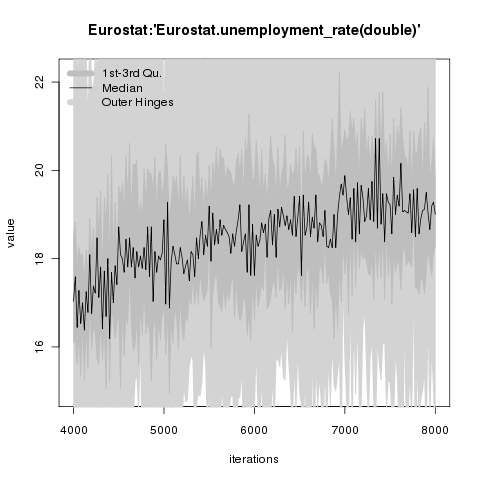 Eurostat:'Eurostat.unemployment_rate(double)'
1st-3rd Qu.
Median
Outer Hinges
22
20
18
16
value
4000 5000 6000 7000 8000
iterations